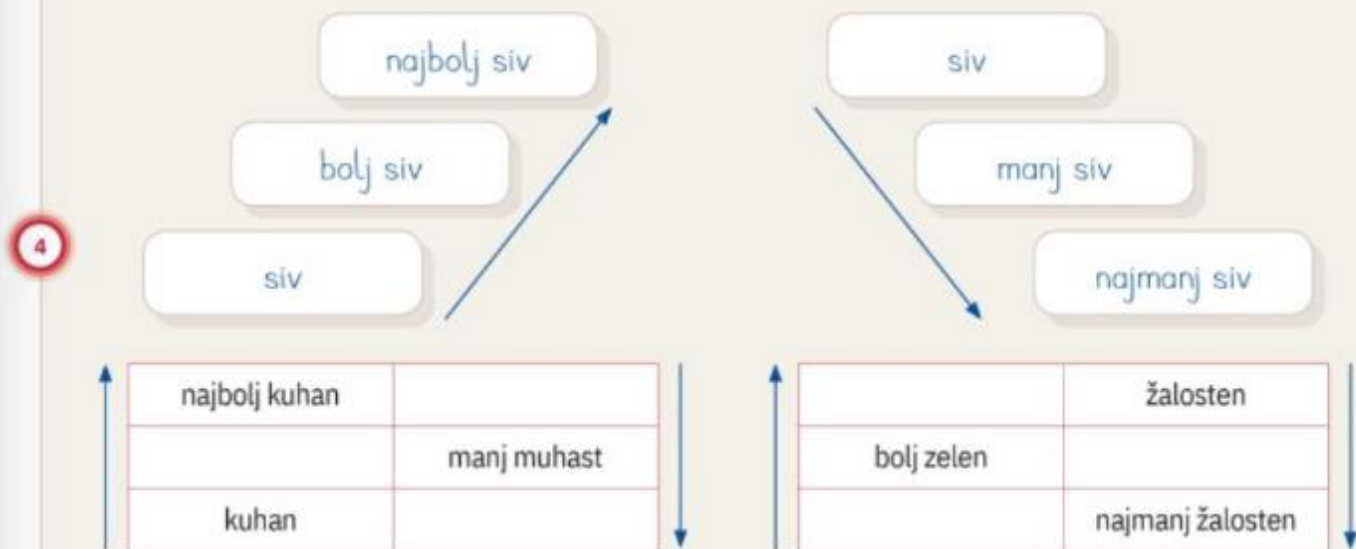 najbolj siv
siv
bolj siv
manj siv
4
siv
najmanj siv
najbolj kuhan
žalosten
manj muhast
bolj zelen
kuhan
najmanj žalosten